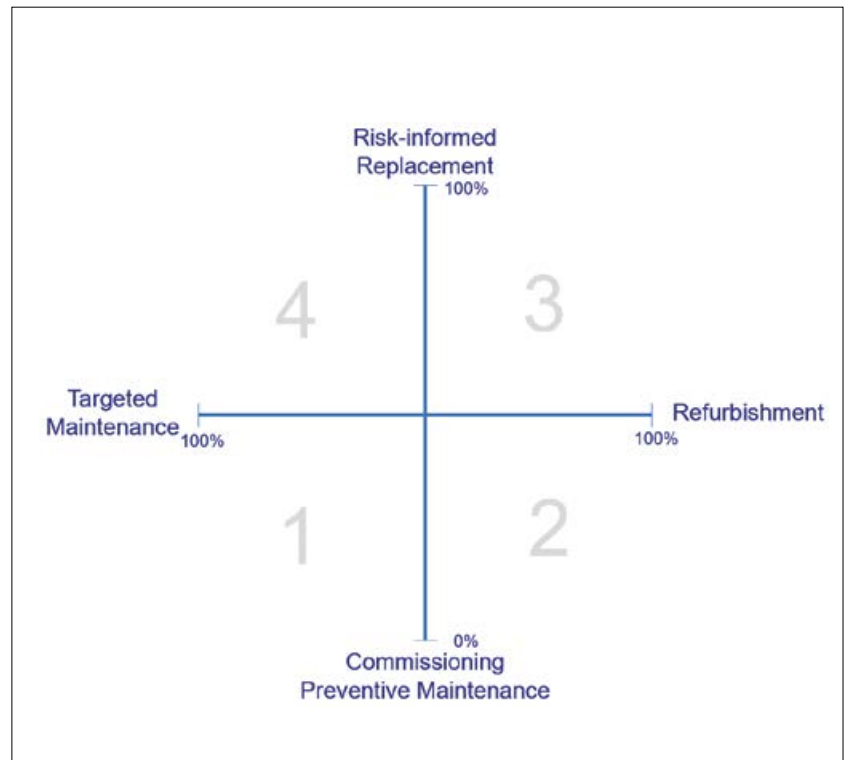 Risk-informed
Replacement
100%
4
3
Targeted
Maintenance
100%
Refurbishment
100%
1
2
0%
Commissioning
Preventive Maintenance